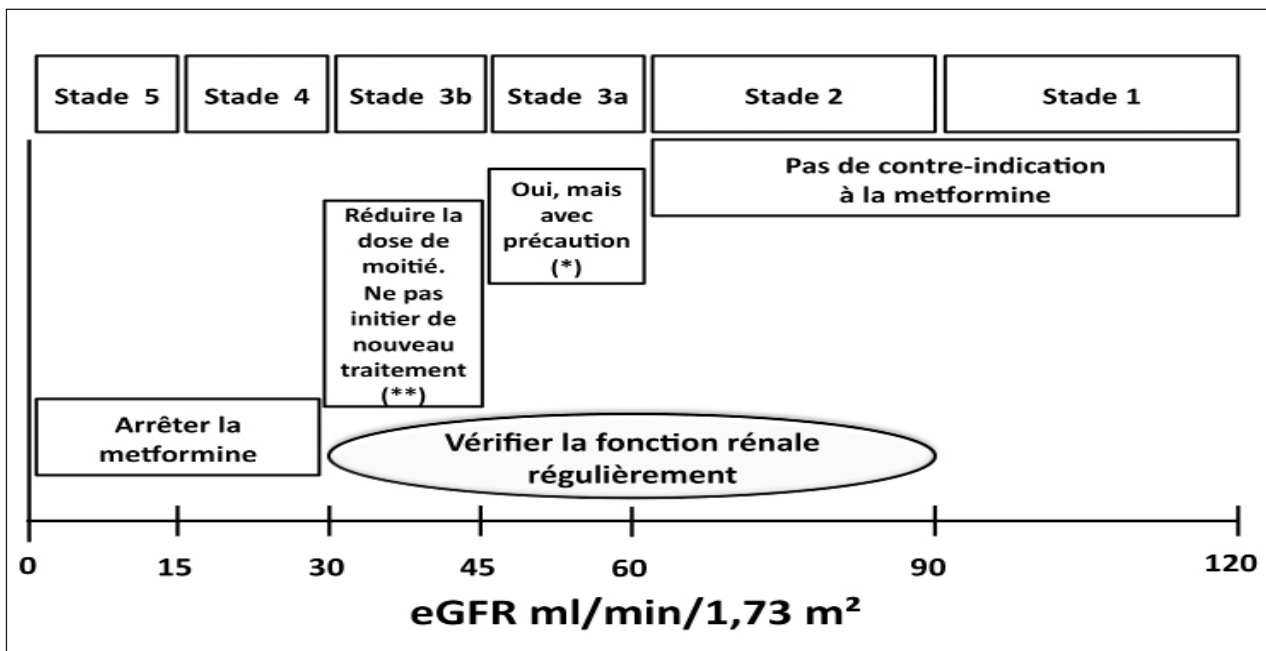 Stade 5
Stade 4
Stade 3b
Stade 3a
Stade 2
Stade 1
Pas de contre-indication
à la metformine
Oui, mais
avec
précaution
(*)
Réduire la
dose de
moitié.
Ne pas
initier de
nouveau
traitement
(**)
Arrêter la
metformine
Vérifier la fonction rénale
régulièrement
0
15
30
45
60
90
120
eGFR ml/min/1,73 m²